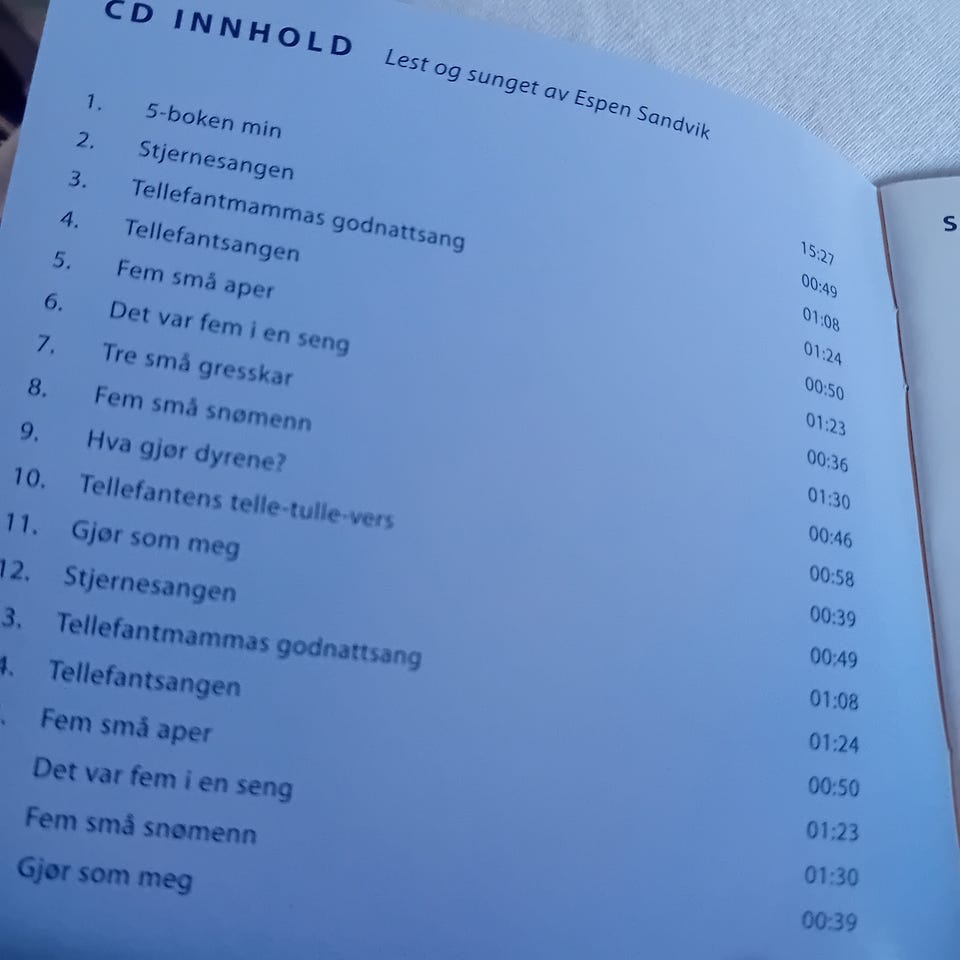 CD INNHOLD Lest og sunget av Espen Sandvik
1. 5-boken min 15:27
2. Stjernesangen 00:49
3. Tellefantmammas godnattsang 01:08
4. Tellefantsangen 01:24
5. Fem små aper 00:50
6. Det var fem i en seng 01:23
7. Tre små gresskar 00:36
8. Fem små snømenn 01:30
9. Hva gjør dyrene? 00:46
10. Tellefantens telle-tulle-vers 00:58
11. Gjør som meg 00:39
12. Stjernesangen 00:49
3. Tellefantmammas godnattsang 01:08
4. Tellefantsangen 01:24
. Fem små aper 00:50
Det var fem i en seng 01:23
Fem små snømenn 01:30
Gjør som meg 00:39
S